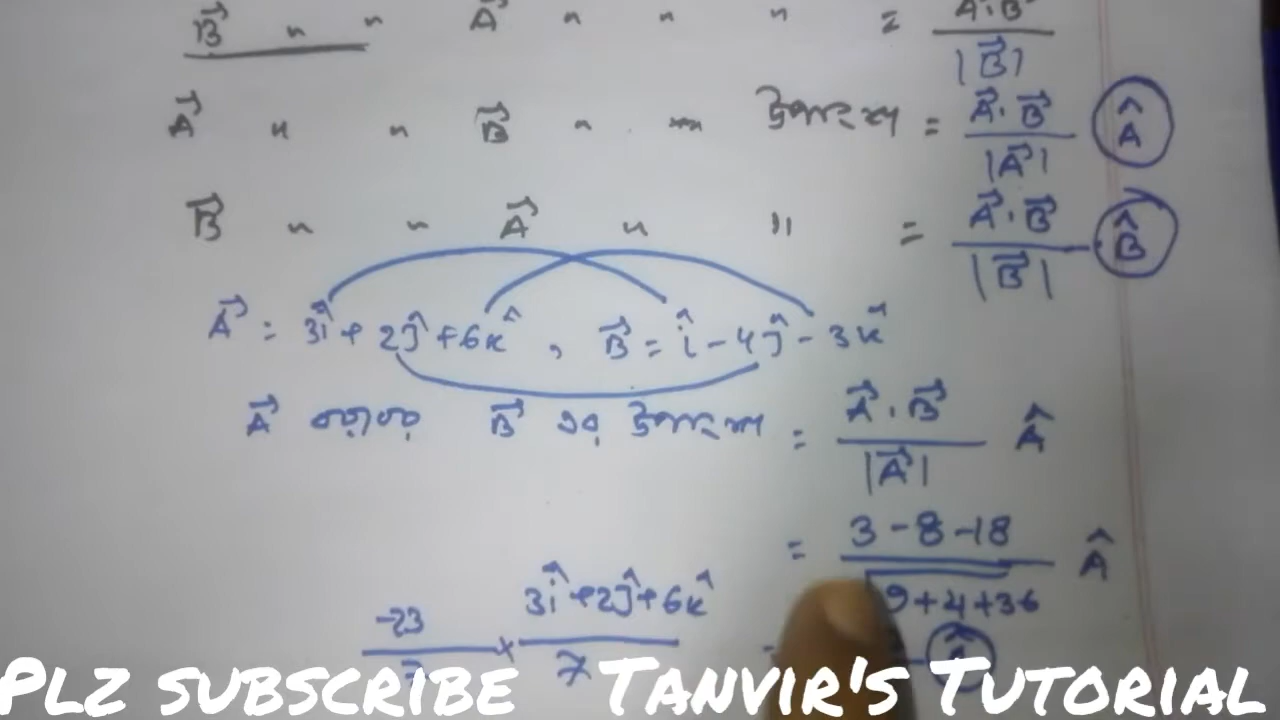 B⃗ " " A⃗ " " " = A⃗·B⃗ / |B⃗|
A⃗ " " B⃗ " " উপাংশ = A⃗·B⃗ / |A⃗| Â
B⃗ " " A⃗ " " = A⃗·B⃗ / |B⃗| B̂
A⃗ = 3î + 2ĵ + 6k̂ , B⃗ = î - 4ĵ - 3k̂
A⃗ বরাবর B⃗ এর উপাংশ = A⃗·B⃗ / |A⃗| Â
= 3 - 8 - 18 / √9+4+36 Â
-23 / 7 × 3î + 2ĵ + 6k̂ / 7
PLZ SUBSCRIBE TANVIR'S TUTORIAL